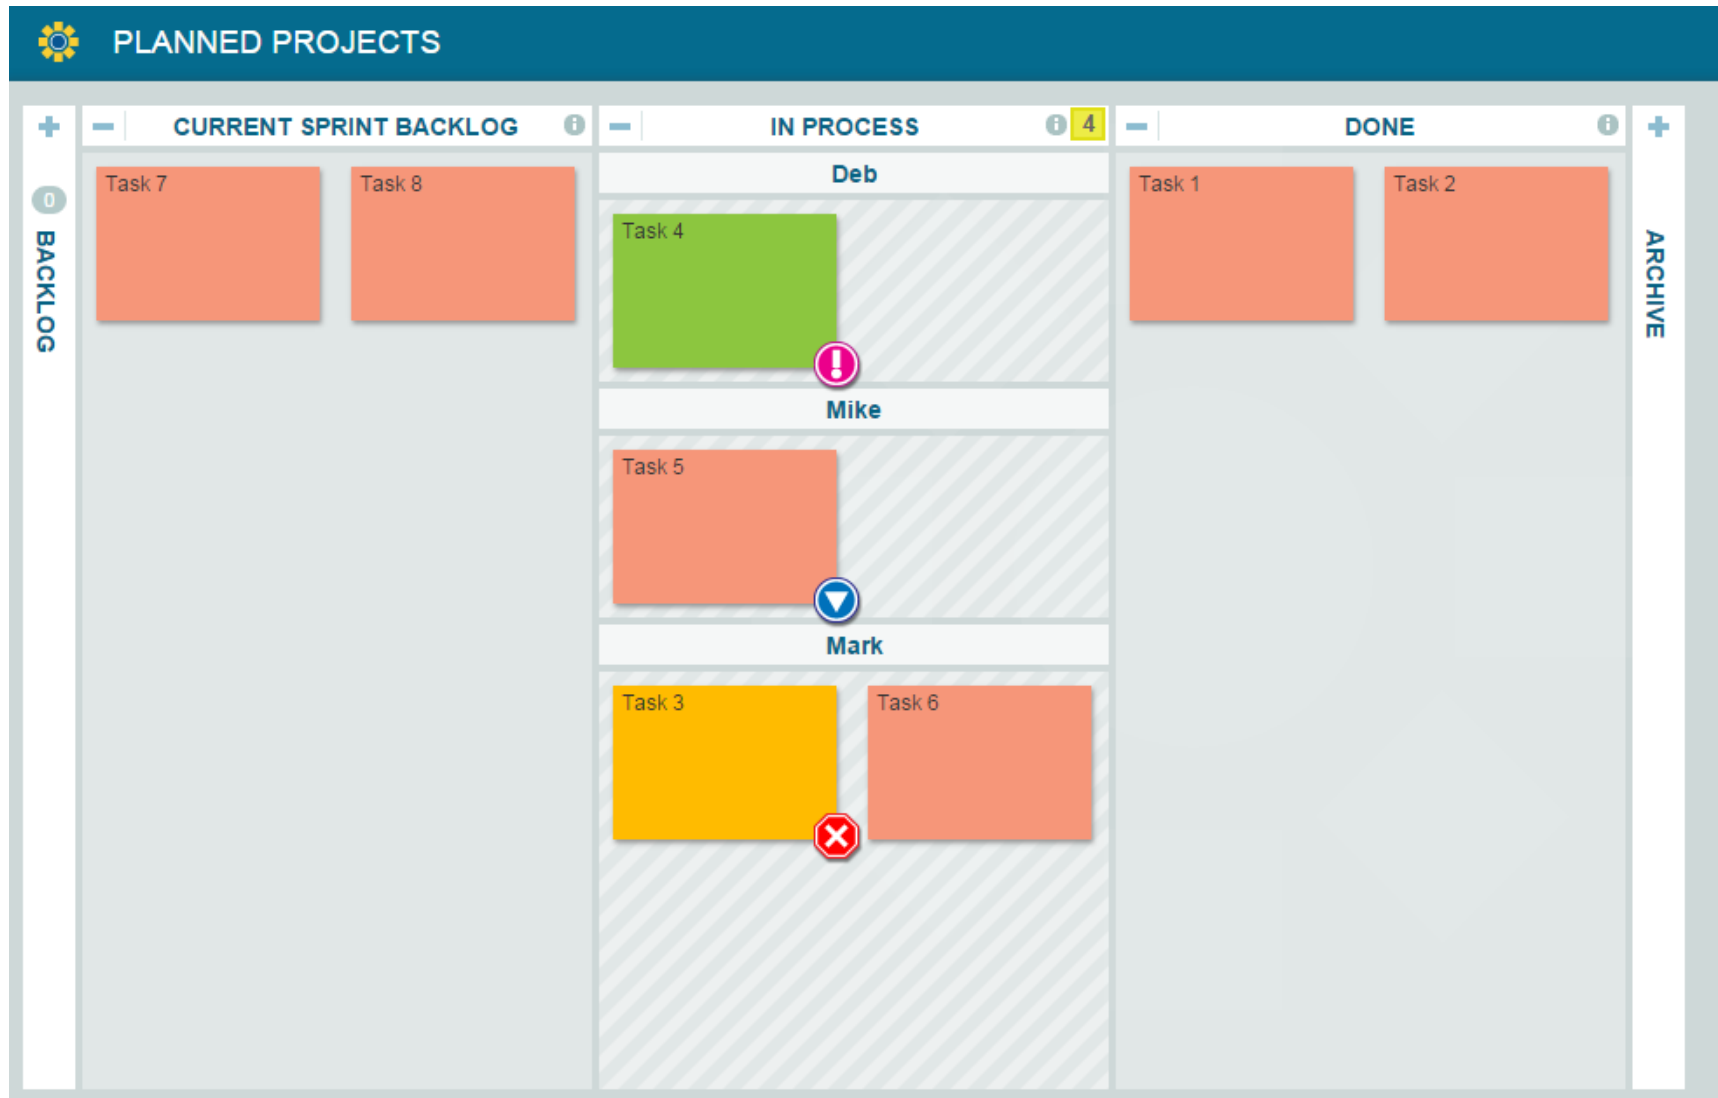 PLANNED PROJECTS
CURRENT SPRINT BACKLOG
IN PROCESS
4
DONE
0
BACKLOG
Task 7
Task 8
Deb
Task 4
Mike
Task 5
Mark
Task 3
Task 6
Task 1
Task 2
ARCHIVE